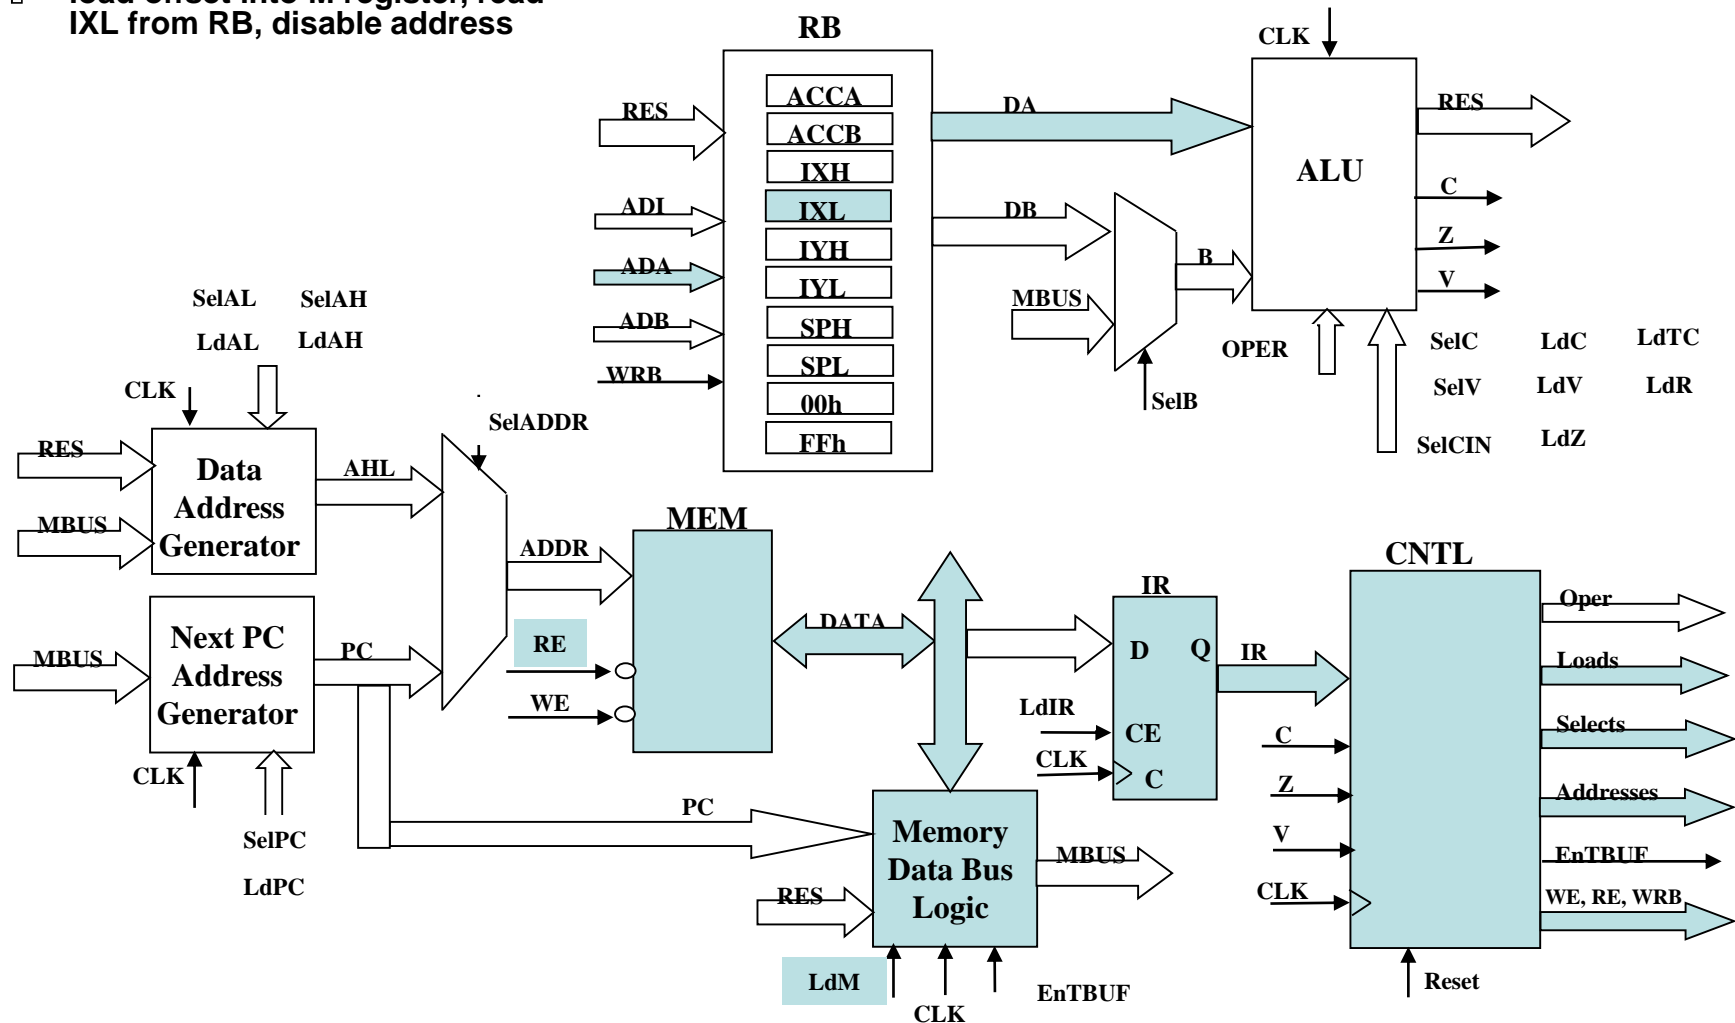 load offset into M register, read
IXL from RB, disable address
RB
CLK
ACCA
ACCB
IXH
IXL
IYH
IYL
SPH
SPL
00h
FFh
RES
ADI
ADA
ADB
WRB
DA
DB
MBUS
B
SelB
ALU
RES
C
Z
V
OPER
SelC
LdC
LdTC
SelV
LdV
LdR
SelCIN
LdZ
SelAL
SelAH
LdAL
LdAH
CLK
RES
MBUS
Data
Address
Generator
AHL
SelADDR
ADDR
MBUS
Next PC
Address
Generator
PC
CLK
SelPC
LdPC
MEM
RE
WE
DATA
PC
RES
Memory
Data Bus
Logic
MBUS
LdM
CLK
EnTBUF
IR
D
Q
CE
C
LdIR
CLK
IR
CNTL
C
Z
V
CLK
Reset
Oper
Loads
Selects
Addresses
EnTBUF
WE, RE, WRB